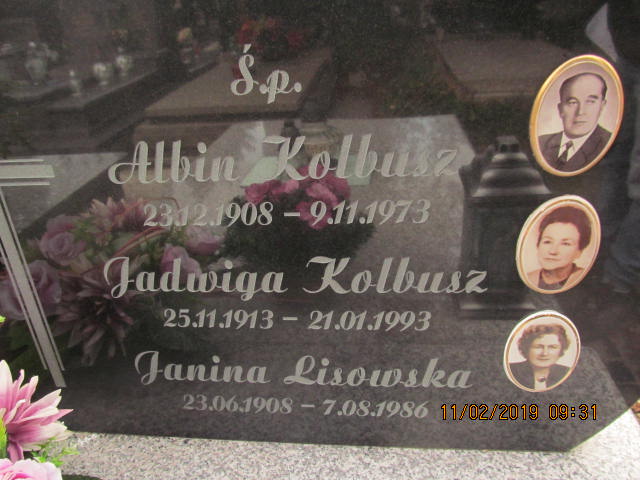 Ś.p.
Albin Kolbusz
23.12.1908 – 9.11.1973
Jadwiga Kolbusz
25.11.1913 – 21.01.1993
Janina Lisowska
23.06.1908 – 7.08.1986
11/02/2019 09:31